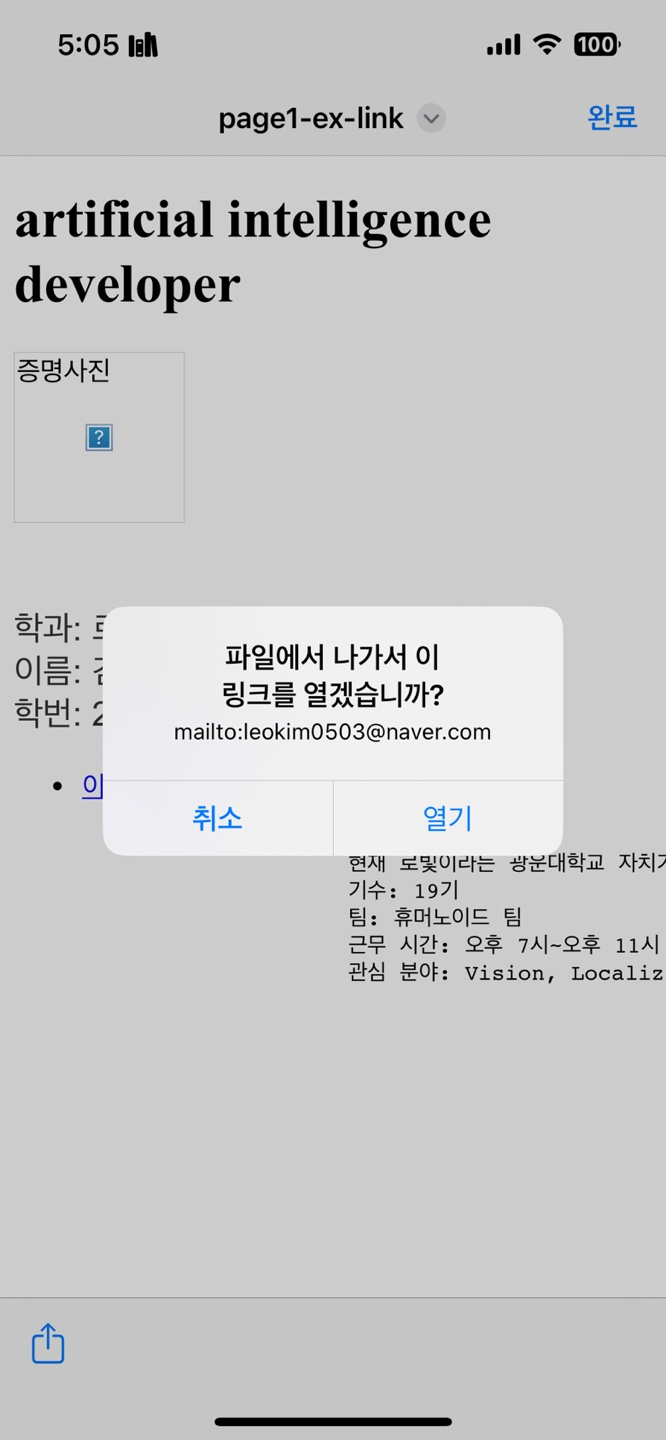 5:05
100
page1-ex-link
완료
artificial intelligence
developer
증명사진
학과:
이름:
학번: 2
파일에서 나가서 이
링크를 열겠습니까?
mailto:leokim0503@naver.com
취소
열기
현재 로빛이라는 광운대학교 자치
기수: 19기
팀: 휴머노이드 팀
근무 시간: 오후 7시~오후 11시
관심 분야: Vision, Localiz